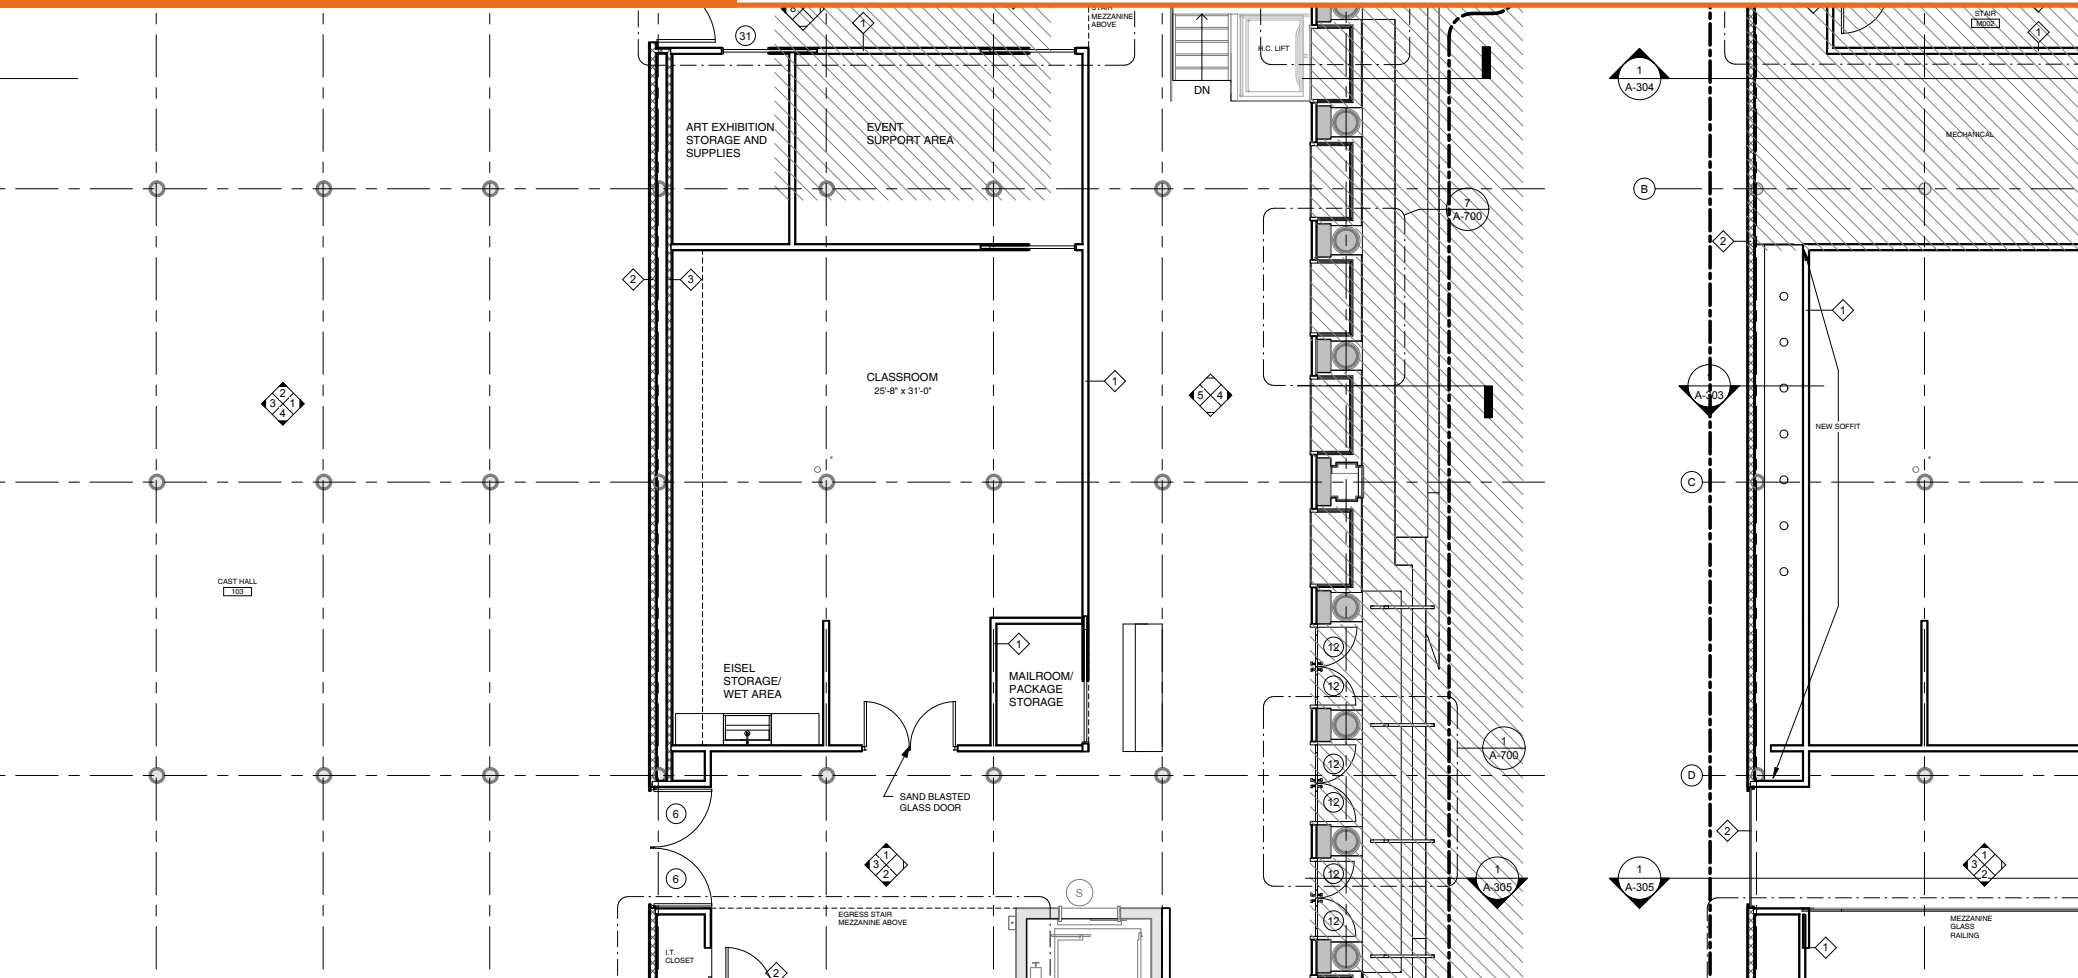 STAIR
MEZZANINE
ABOVE
8
1
31
H.C. LIFT
DN
STAIR
M002
1
1
A-304
ART EXHIBITION
STORAGE AND
SUPPLIES
EVENT
SUPPORT AREA
MECHANICAL
B
7
A-700
2
2
3
1
CLASSROOM
25'-8" x 31'-0"
1
2
3
1
4
5
4
A-303
NEW SOFFIT
C
CAST HALL
103
1
12
EISEL
STORAGE/
WET AREA
MAILROOM/
PACKAGE
STORAGE
12
1
A-700
12
D
SAND BLASTED
GLASS DOOR
12
6
2
1
3
2
1
3
2
12
6
1
A-305
1
A-305
S
EGRESS STAIR
MEZZANINE ABOVE
12
MEZZANINE
GLASS
RAILING
1
I.T.
CLOSET
2